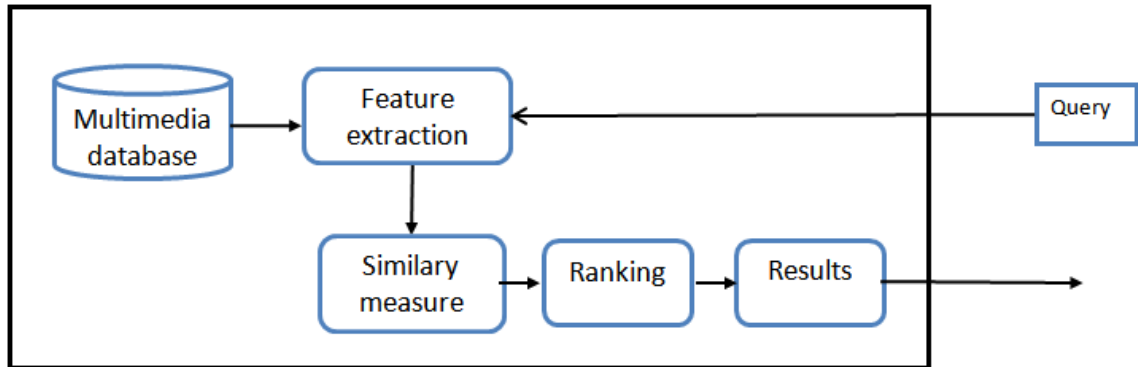 Multimedia
database
Feature
extraction
Query
Similary
measure
Ranking
Results